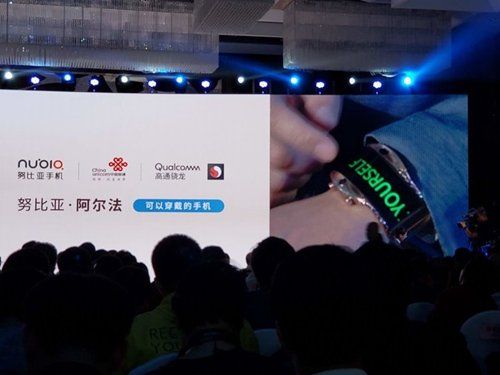 nubia
努比亚手机
China unicom中国联通
Qualcomm
高通骁龙
努比亚·阿尔法
可以穿戴的手机
YOURSELF